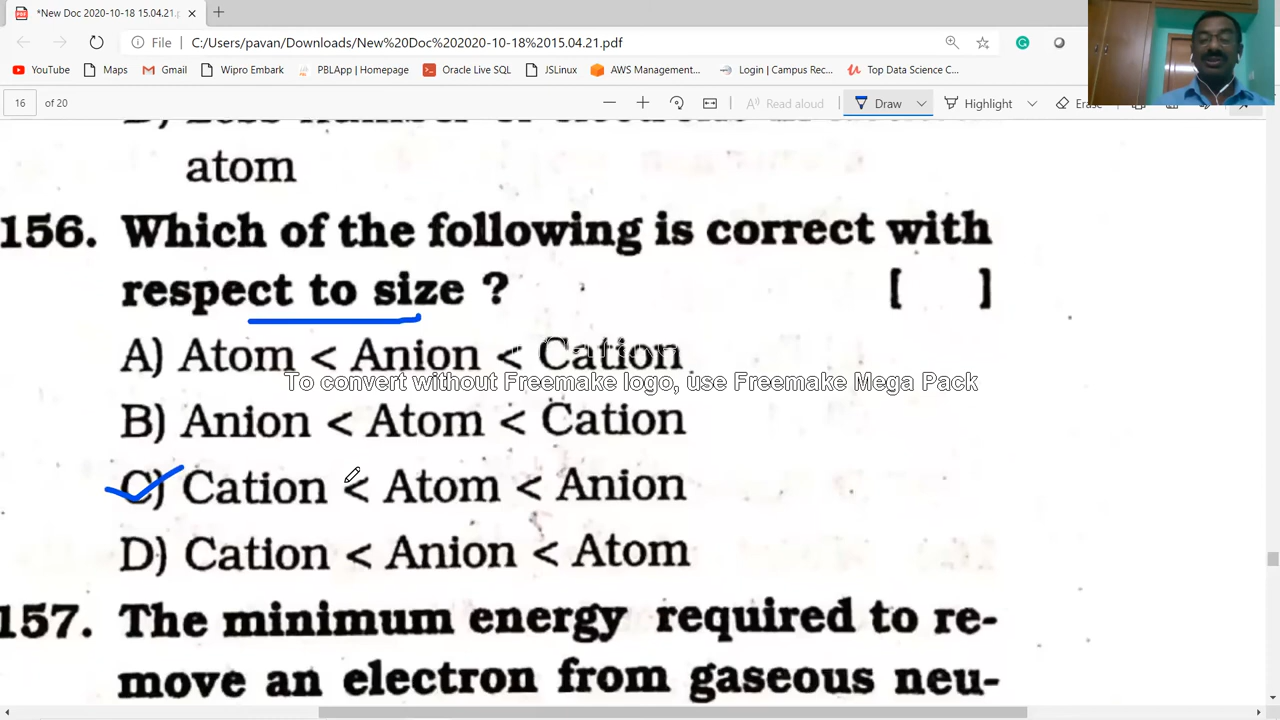 *New Doc 2020-10-18 15.04.21.p
File C:/Users/pavan/Downloads/New%20Doc%202020-10-18%2015.04.21.pdf
YouTube Maps Gmail Wipro Embark PBLApp | Homepage Oracle Live SQL JSLinux AWS Management... Login | Campus Rec... Top Data Science C...
16 of 20 Read aloud Draw Highlight Erase
atom
156. Which of the following is correct with
respect to size ? [ ]
A) Atom < Anion < Cation
To convert without Freemake logo, use Freemake Mega Pack
B) Anion < Atom < Cation
C) Cation < Atom < Anion
D) Cation < Anion < Atom
157. The minimum energy required to re-
move an electron from gaseous neu-